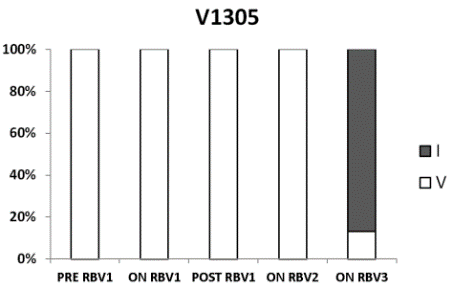 V1305
100%
80%
60%
40%
20%
0%
PRE RBV1 ON RBV1 POST RBV1 ON RBV2 ON RBV3
I
V